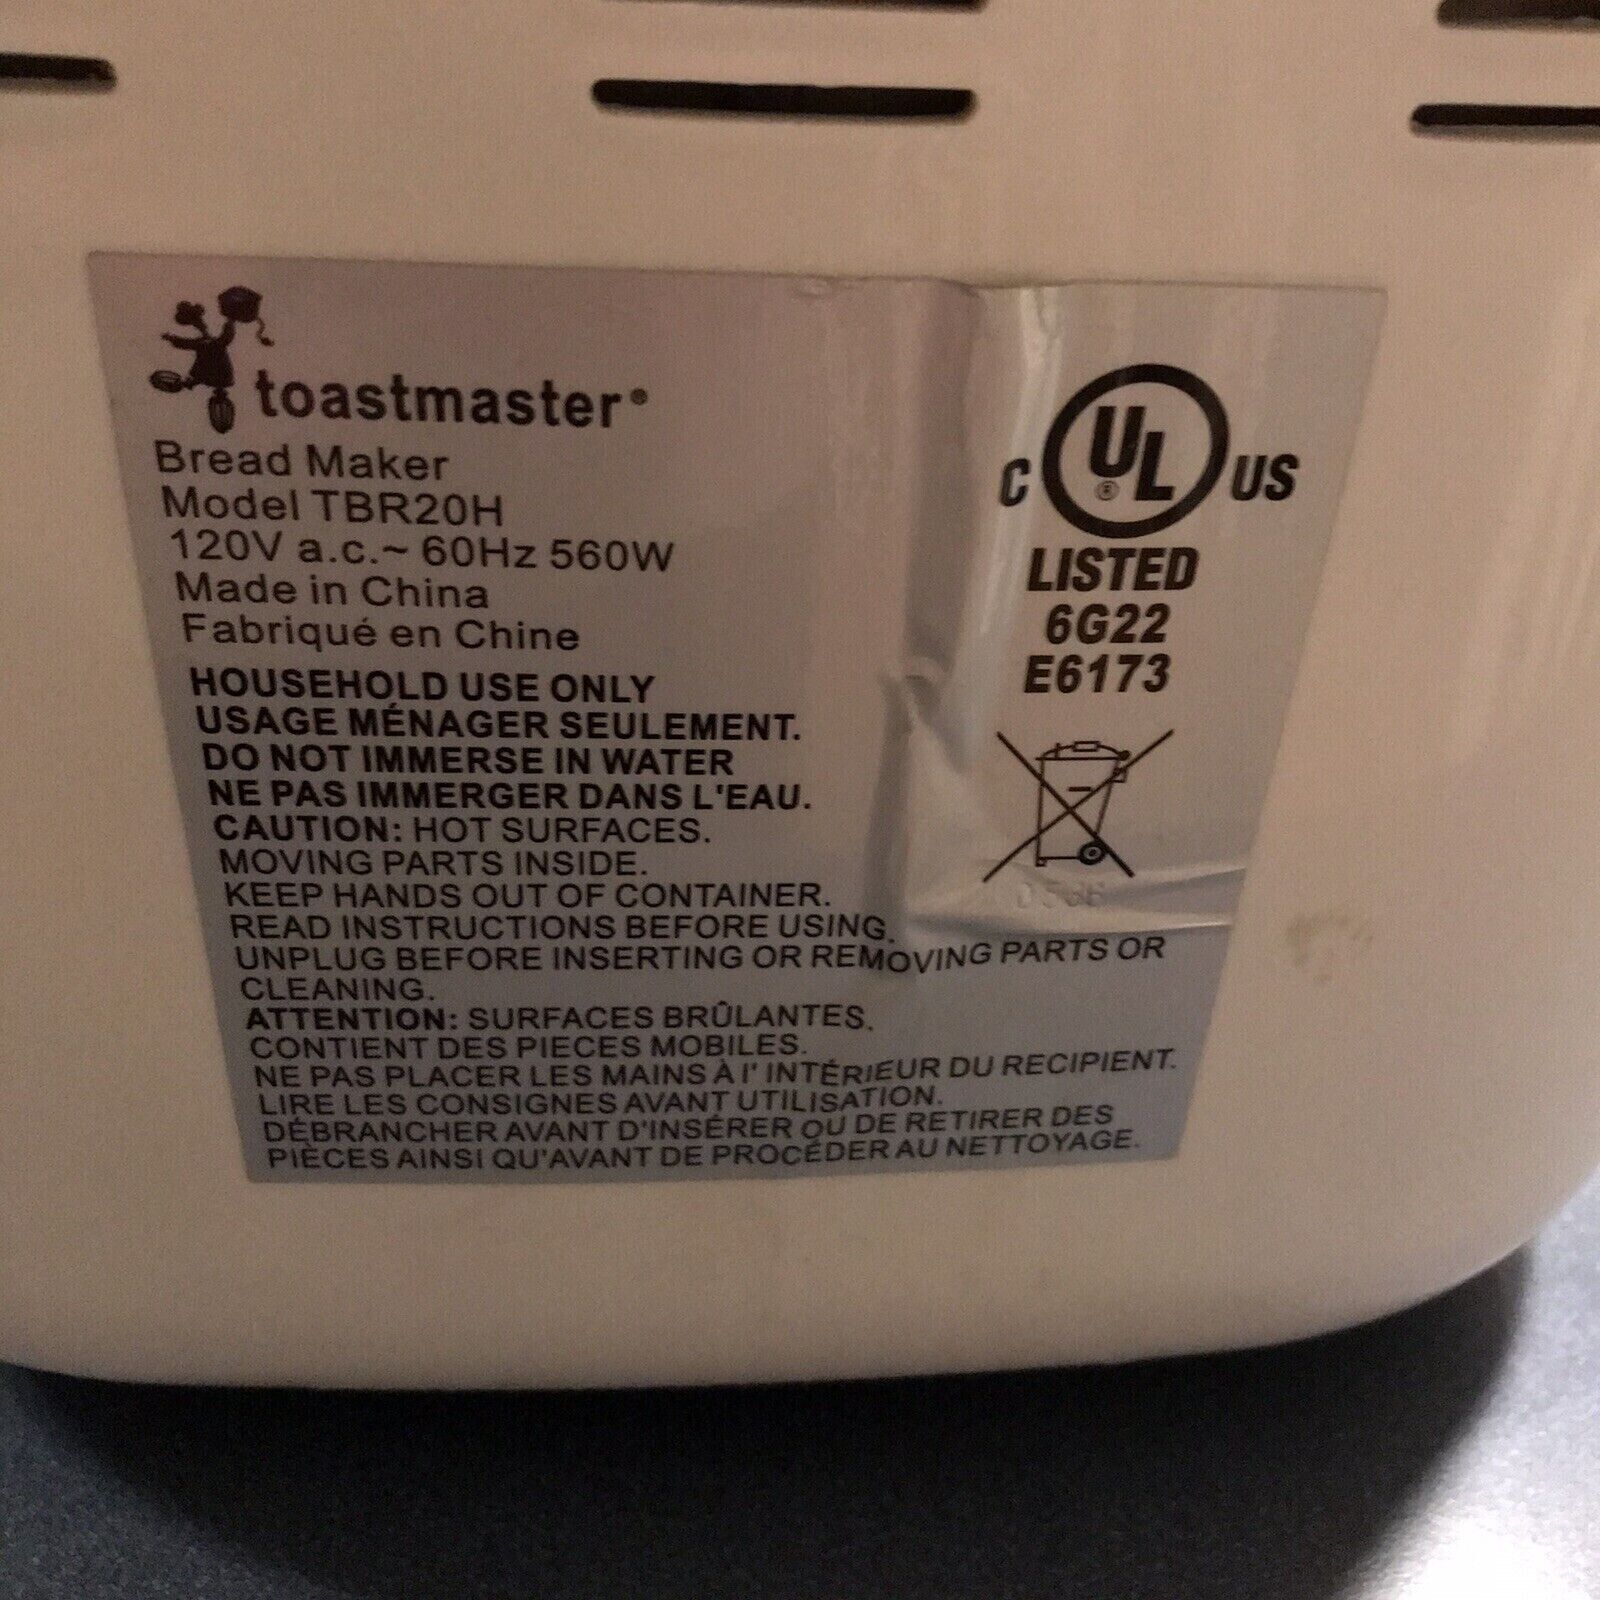 toastmaster®
Bread Maker
Model TBR20H
120V a.c.~ 60Hz 560W
Made in China
Fabriqué en Chine
HOUSEHOLD USE ONLY
USAGE MÉNAGER SEULEMENT.
DO NOT IMMERSE IN WATER
NE PAS IMMERGER DANS L'EAU.
CAUTION: HOT SURFACES.
MOVING PARTS INSIDE.
KEEP HANDS OUT OF CONTAINER.
READ INSTRUCTIONS BEFORE USING.
UNPLUG BEFORE INSERTING OR REMOVING PARTS OR
CLEANING.
ATTENTION: SURFACES BRÛLANTES.
CONTIENT DES PIECES MOBILES.
NE PAS PLACER LES MAINS À l' INTÉRIEUR DU RECIPIENT.
LIRE LES CONSIGNES AVANT UTILISATION.
DÉBRANCHER AVANT D'INSÉRER OU DE RETIRER DES
PIÈCES AINSI QU'AVANT DE PROCÉDER AU NETTOYAGE.
C UL® US
LISTED
6G22
E6173